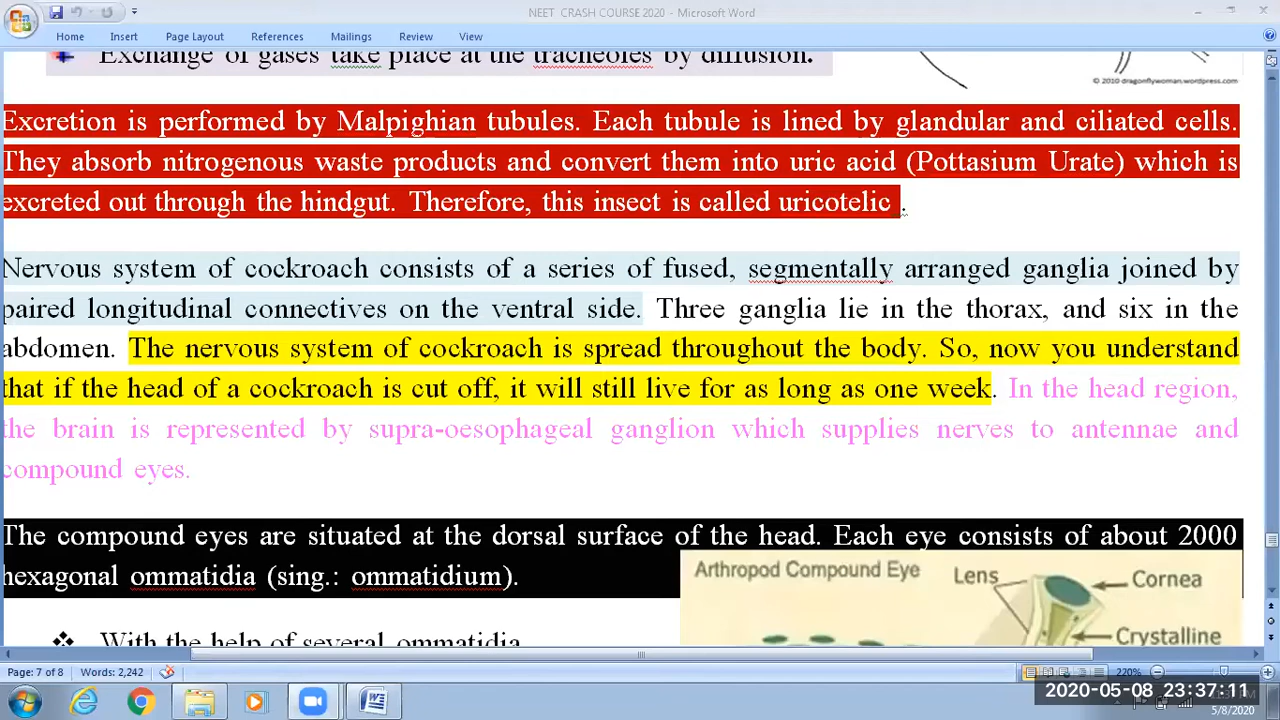 NEET CRASH COURSE 2020 - Microsoft Word
Home Insert Page Layout References Mailings Review View
Exchange of gases take place at the tracheoles by diffusion.
© 2010 dragonflywoman.wordpress.com
Excretion is performed by Malpighian tubules. Each tubule is lined by glandular and ciliated cells.
They absorb nitrogenous waste products and convert them into uric acid (Pottasium Urate) which is
excreted out through the hindgut. Therefore, this insect is called uricotelic .
Nervous system of cockroach consists of a series of fused, segmentally arranged ganglia joined by
paired longitudinal connectives on the ventral side. Three ganglia lie in the thorax, and six in the
abdomen. The nervous system of cockroach is spread throughout the body. So, now you understand
that if the head of a cockroach is cut off, it will still live for as long as one week. In the head region,
the brain is represented by supra-oesophageal ganglion which supplies nerves to antennae and
compound eyes.
The compound eyes are situated at the dorsal surface of the head. Each eye consists of about 2000
hexagonal ommatidia (sing.: ommatidium).
Arthropod Compound Eye
Lens
Cornea
Crystalline
With the help of several ommatidia
Page: 7 of 8 Words: 2,242 220%
2020-05-08 23:37:11
5/8/2020